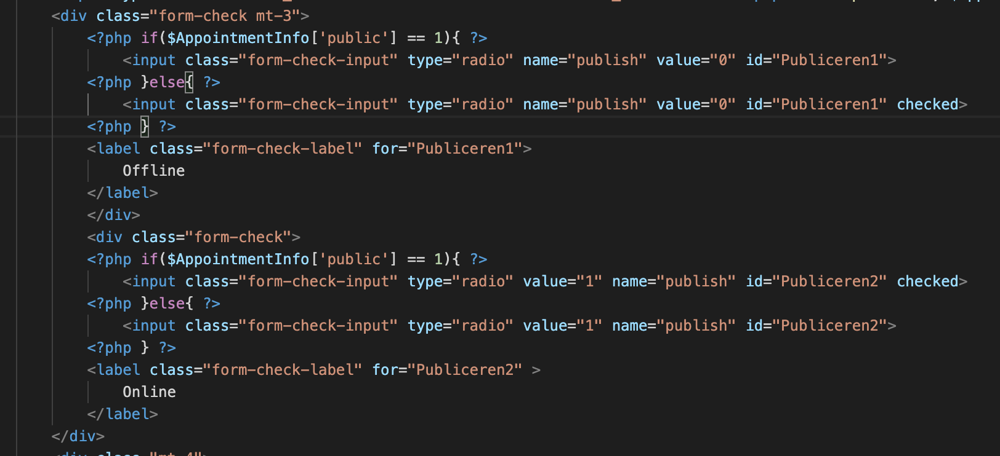 <div class="form-check mt-3">
<?php if($AppointmentInfo['public'] == 1){ ?>
<input class="form-check-input" type="radio" name="publish" value="0" id="Publiceren1">
<?php }else{ ?>
<input class="form-check-input" type="radio" name="publish" value="0" id="Publiceren1" checked>
<?php } ?>
<label class="form-check-label" for="Publiceren1">
Offline
</label>
</div>
<div class="form-check">
<?php if($AppointmentInfo['public'] == 1){ ?>
<input class="form-check-input" type="radio" value="1" name="publish" id="Publiceren2" checked>
<?php }else{ ?>
<input class="form-check-input" type="radio" value="1" name="publish" id="Publiceren2">
<?php } ?>
<label class="form-check-label" for="Publiceren2" >
Online
</label>
</div>
<div class="mt-4">